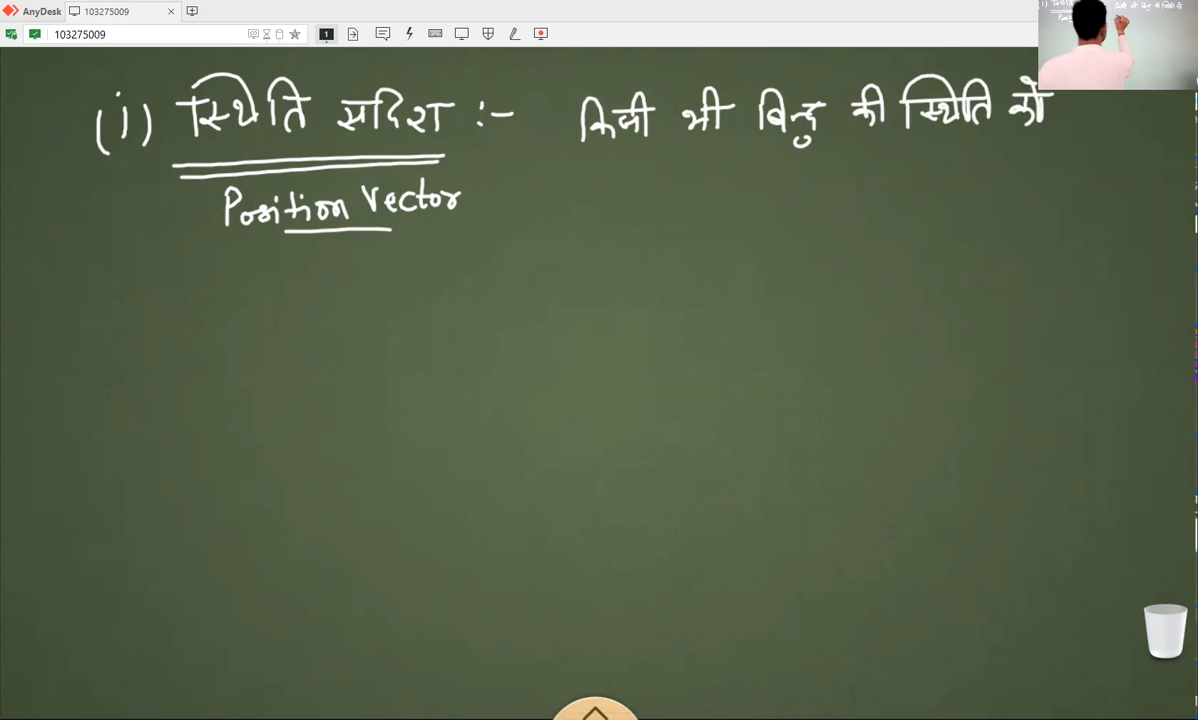 AnyDesk
103275009
103275009
1
(i) स्थिति सदिश :- किसी भी बिन्दु की स्थिति को
Position Vector